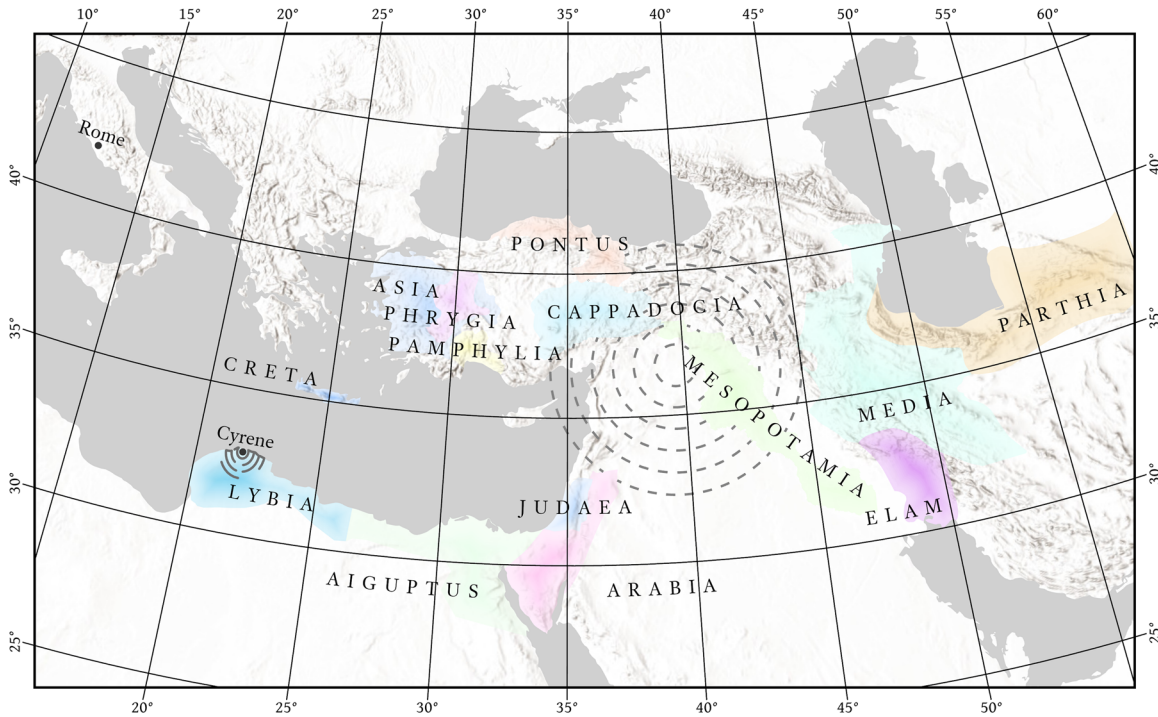 10° 15° 20° 25° 30° 35° 40° 45° 50° 55° 60°
Rome
40° 40°
PONTUS
ASIA
CAPPADOCIA
PARTHIA
PHRYGIA
35° 35°
PAMPHYLIA
CRETA
MESOPOTAMIA
MEDIA
Cyrene
30° 30°
LYBIA
JUDAEA
ELAM
AIGUPTUS
ARABIA
25° 25°
20° 25° 30° 35° 40° 45° 50°